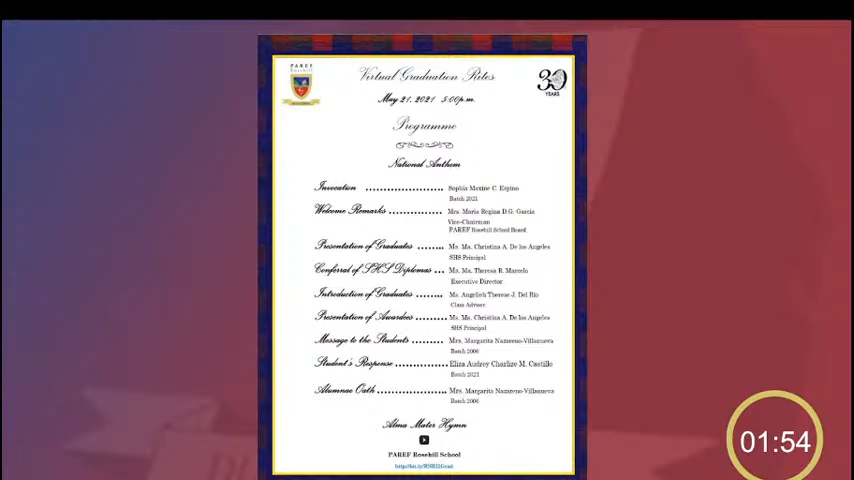 PAREF
Rosehill
Virtual Graduation Rites
30
YEARS
May 21, 2021 5:00p.m.
Programme
National Anthem
Invocation ...................... Sophia Maxine C. Espino
Batch 2021
Welcome Remarks ............... Mrs. Maria Regina D.G. Garcia
Vice-Chairman
PAREF Rosehill School Board
Presentation of Graduates ....... Ms. Ma. Christina A. De los Angeles
SHS Principal
Conferral of SHS Diplomas ... Ms. Ma. Theresa R. Marcelo
Executive Director
Introduction of Graduates ....... Ms. Angelieh Therese J. Del Rio
Class Adviser
Presentation of Awardees ......... Ms. Ma. Christina A. De los Angeles
SHS Principal
Message to the Students ......... Mrs. Margarita Nazareno-Villanueva
Batch 2006
Student's Response ............... Eliza Audrey Charlize M. Castillo
Batch 2021
Alumnae Oath .................... Mrs. Margarita Nazareno-Villanueva
Batch 2006
Alma Mater Hymn
PAREF Rosehill School
01:54